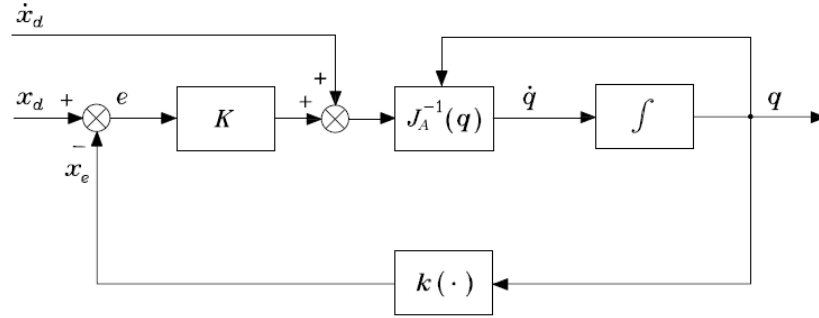 ẋ_d
+
x_d + e K + J_A^{-1}(q) q̇ ∫ q
−
x_e
k(·)